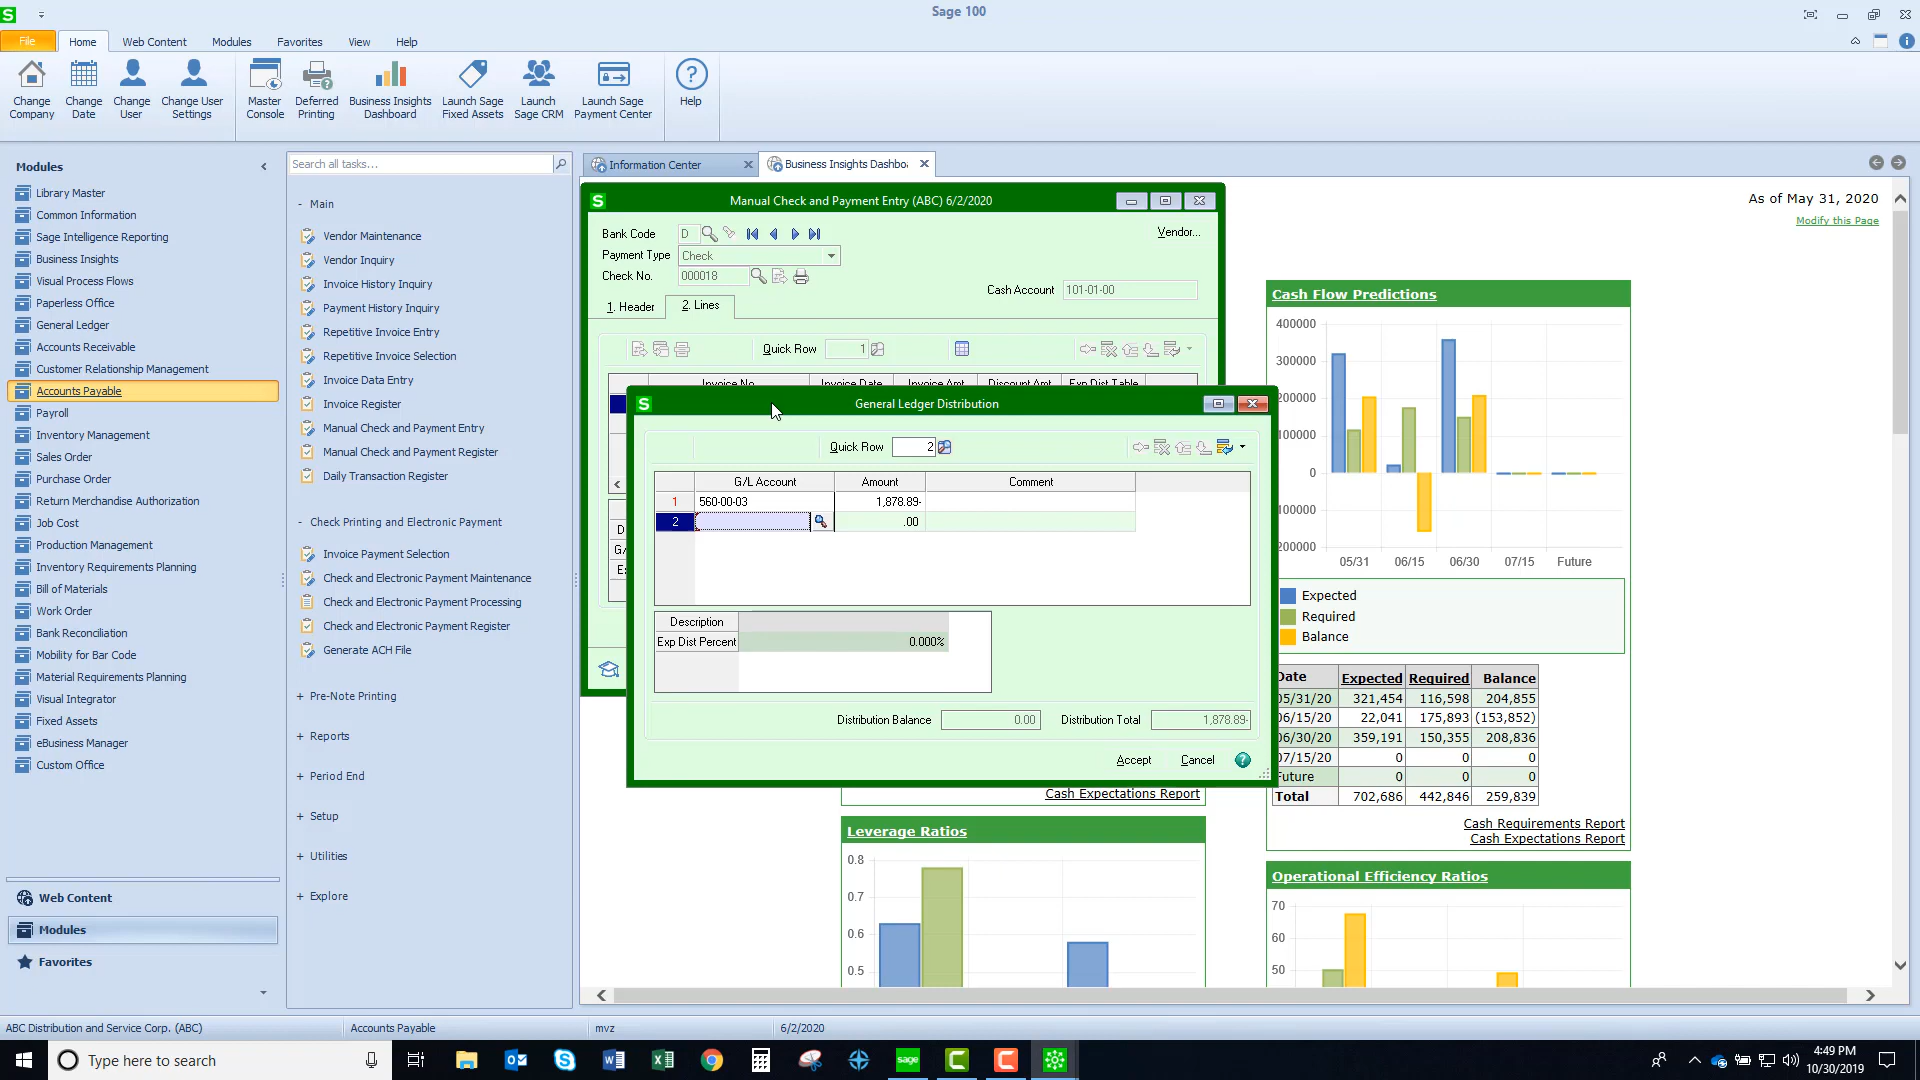 Sage 100
File
Home
Web Content
Modules
Favorites
View
Help
Change Company
Change Date
Change User
Change User Settings
Master Console
Deferred Printing
Business Insights Dashboard
Launch Sage Fixed Assets
Launch Sage CRM
Launch Sage Payment Center
Help
Modules
Library Master
Common Information
Sage Intelligence Reporting
Business Insights
Visual Process Flows
Paperless Office
General Ledger
Accounts Receivable
Customer Relationship Management
Accounts Payable
Payroll
Inventory Management
Sales Order
Purchase Order
Return Merchandise Authorization
Job Cost
Production Management
Inventory Requirements Planning
Bill of Materials
Work Order
Bank Reconciliation
Mobility for Bar Code
Material Requirements Planning
Visual Integrator
Fixed Assets
eBusiness Manager
Custom Office
Web Content
Modules
Favorites
Search all tasks...
- Main
Vendor Maintenance
Vendor Inquiry
Invoice History Inquiry
Payment History Inquiry
Repetitive Invoice Entry
Repetitive Invoice Selection
Invoice Data Entry
Invoice Register
Manual Check and Payment Entry
Manual Check and Payment Register
Daily Transaction Register
- Check Printing and Electronic Payment
Invoice Payment Selection
Check and Electronic Payment Maintenance
Check and Electronic Payment Processing
Check and Electronic Payment Register
Generate ACH File
+ Pre-Note Printing
+ Reports
+ Period End
+ Setup
+ Utilities
+ Explore
Information Center
Business Insights Dashbo
As of May 31, 2020
Modify this Page
Manual Check and Payment Entry (ABC) 6/2/2020
Bank Code D
Vendor...
Payment Type Check
Check No. 000018
Cash Account 101-01-00
1. Header
2. Lines
Quick Row 1
Invoice No. Invoice Date Invoice Amt Discount Amt Exp Dist Table
D
G/
E
General Ledger Distribution
Quick Row 2
G/L Account Amount Comment
1 560-00-03 1,878.89-
2 .00
Description
Exp Dist Percent 0.000%
Distribution Balance 0.00 Distribution Total 1,878.89-
Accept Cancel
Cash Expectations Report
Leverage Ratios
0.8
0.7
0.6
0.5
Cash Flow Predictions
400000
300000
200000
100000
0
100000
200000
05/31 06/15 06/30 07/15 Future
Expected
Required
Balance
Date Expected Required Balance
05/31/20 321,454 116,598 204,855
06/15/20 22,041 175,893 (153,852)
06/30/20 359,191 150,355 208,836
07/15/20 0 0 0
Future 0 0 0
Total 702,686 442,846 259,839
Cash Requirements Report
Cash Expectations Report
Operational Efficiency Ratios
70
60
50
ABC Distribution and Service Corp. (ABC)
Accounts Payable
mvz
6/2/2020
Type here to search
sage
4:49 PM
10/30/2019